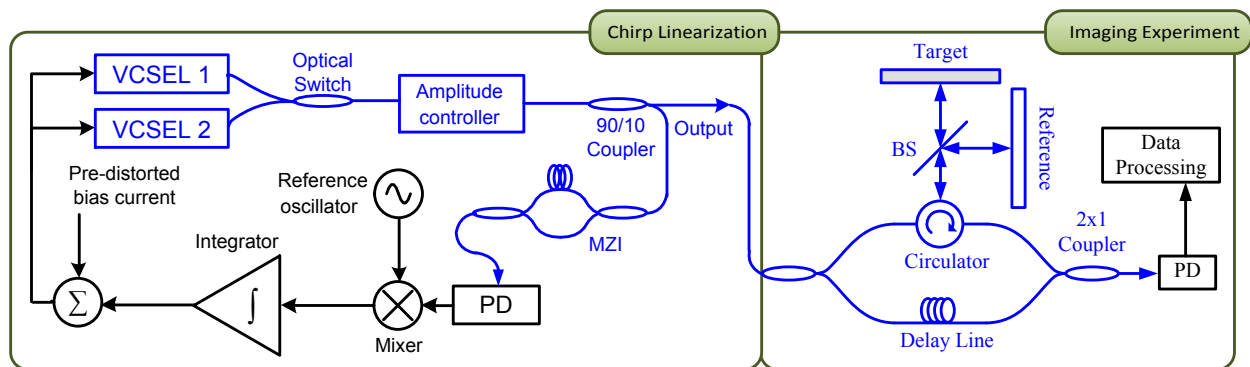 Chirp Linearization
Imaging Experiment
VCSEL 1
VCSEL 2
Optical
Switch
Amplitude
controller
90/10
Coupler
Output
Pre-distorted
bias current
Reference
oscillator
MZI
Integrator
∑
∫
Mixer
PD
Target
BS
Reference
Data
Processing
Circulator
2x1
Coupler
PD
Delay Line